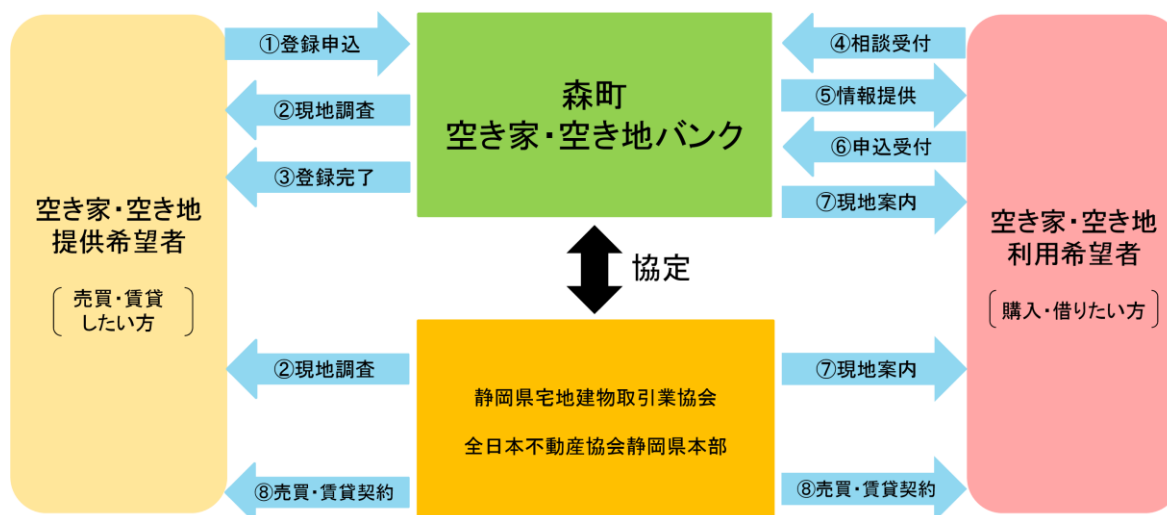 ①登録申込
②現地調査
③登録完了
空き家・空き地
提供希望者
売買・賃貸
したい方
②現地調査
⑧売買・賃貸契約
森町
空き家・空き地バンク
協定
静岡県宅地建物取引業協会
全日本不動産協会静岡県本部
④相談受付
⑤情報提供
⑥申込受付
⑦現地案内
空き家・空き地
利用希望者
購入・借りたい方
⑦現地案内
⑧売買・賃貸契約